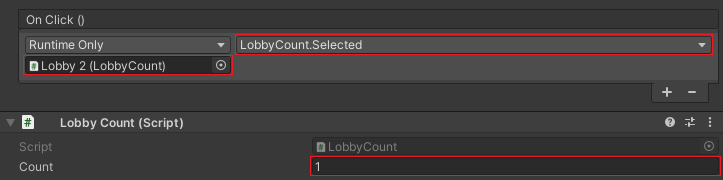 On Click ()
Runtime Only LobbyCount.Selected
Lobby 2 (LobbyCount)
+ −
# Lobby Count (Script)
Script # LobbyCount
Count 1